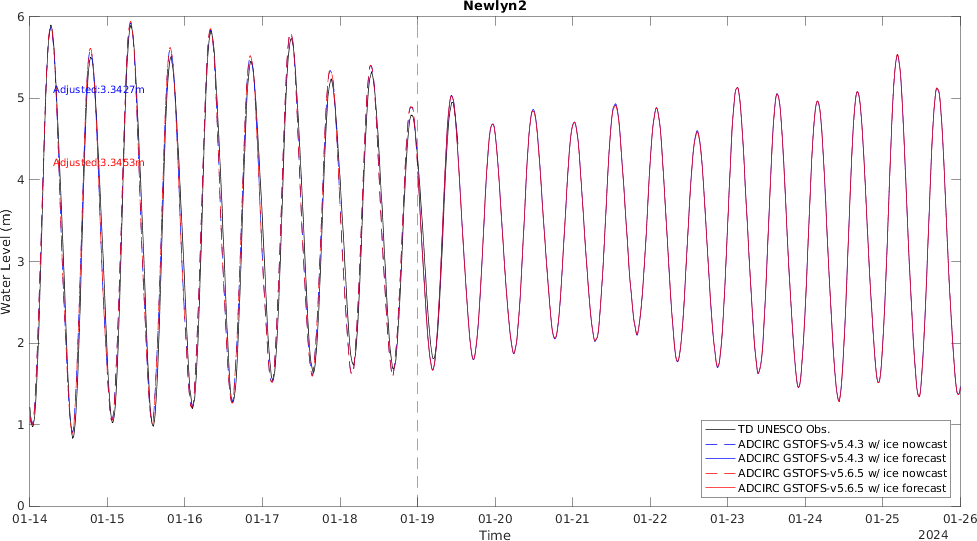 Newlyn2
6
5
4
3
2
1
0
Water Level (m)
Adjusted:3.3427m
Adjusted:3.3453m
TD UNESCO Obs.
ADCIRC GSTOFS-v5.4.3 w/ ice nowcast
ADCIRC GSTOFS-v5.4.3 w/ ice forecast
ADCIRC GSTOFS-v5.6.5 w/ ice nowcast
ADCIRC GSTOFS-v5.6.5 w/ ice forecast
01-14 01-15 01-16 01-17 01-18 01-19 01-20 01-21 01-22 01-23 01-24 01-25 01-26
Time
2024